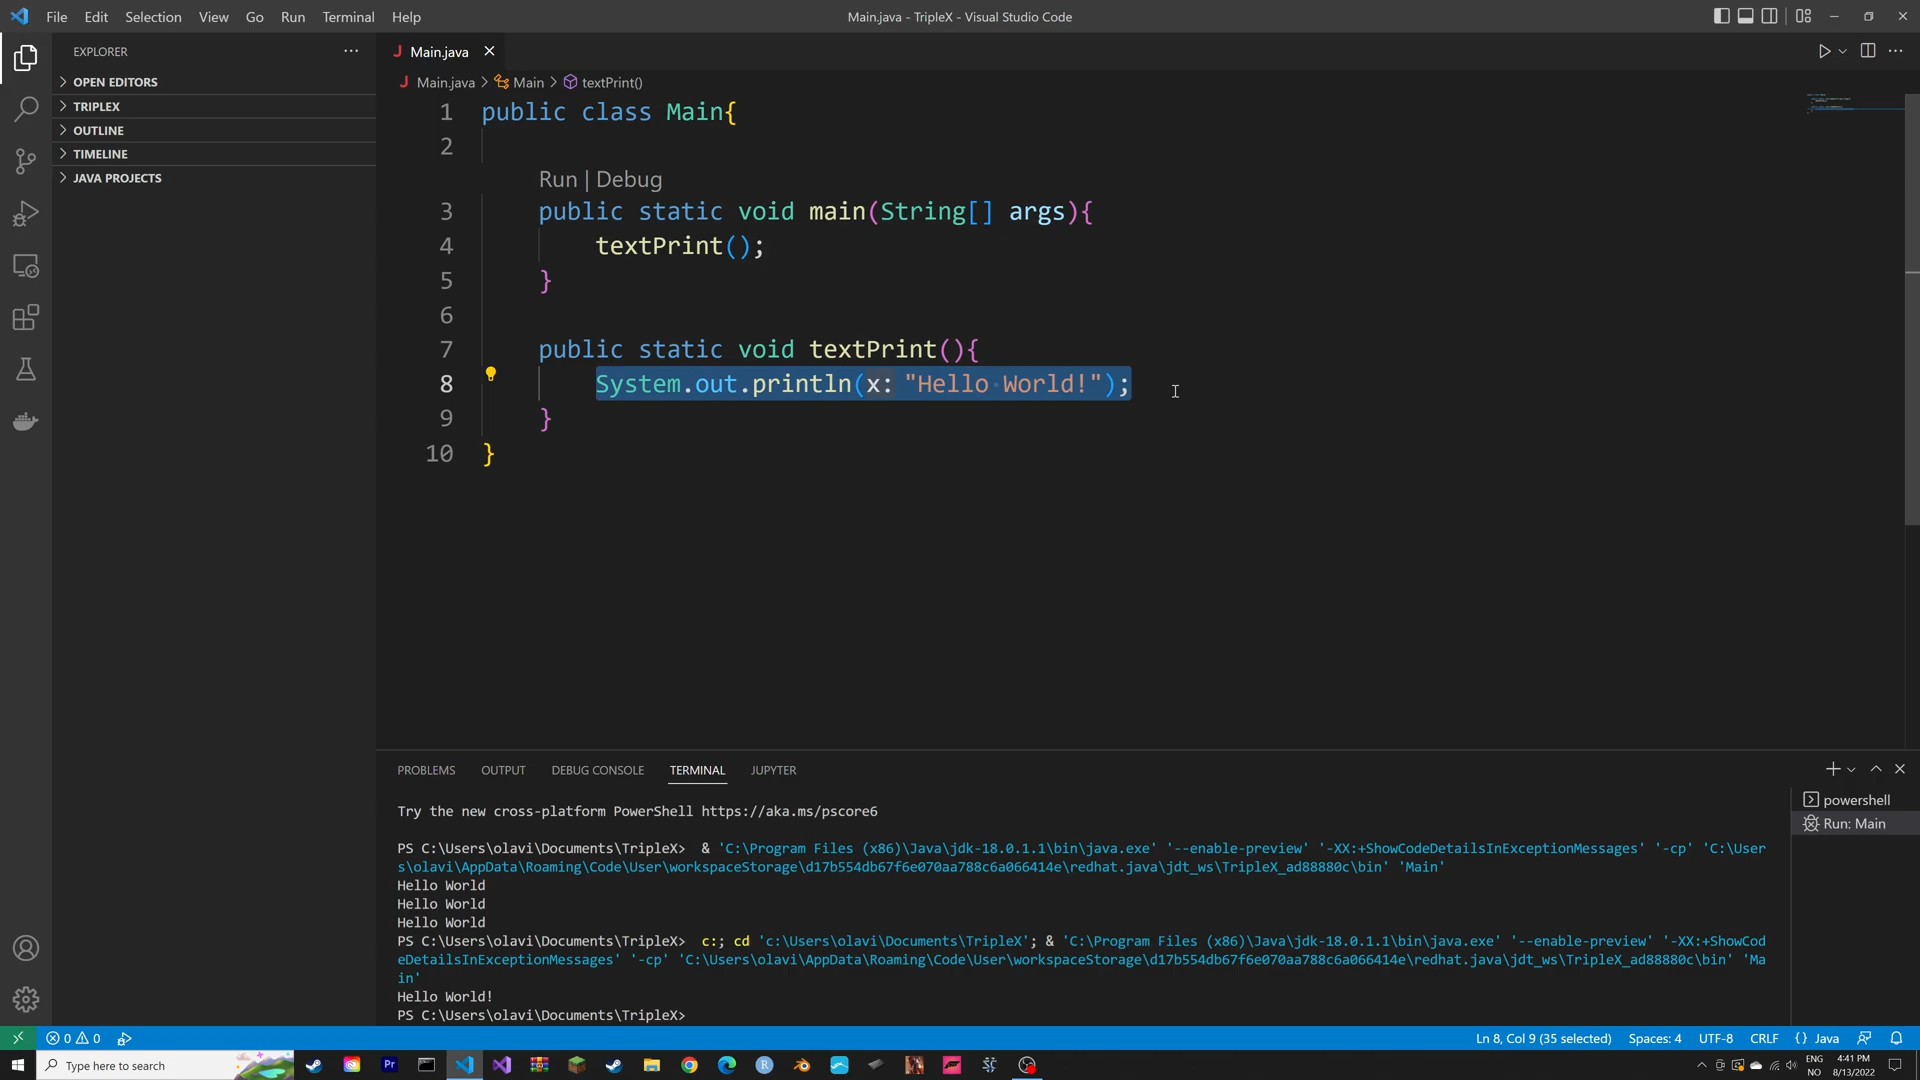 File Edit Selection View Go Run Terminal Help
Main.java - TripleX - Visual Studio Code
EXPLORER
OPEN EDITORS
TRIPLEX
OUTLINE
TIMELINE
JAVA PROJECTS
J Main.java
J Main.java > Main > textPrint()
1 public class Main{
2
Run | Debug
3 public static void main(String[] args){
4 textPrint();
5 }
6
7 public static void textPrint(){
8 System.out.println(x: "Hello World!");
9 }
10 }
PROBLEMS OUTPUT DEBUG CONSOLE TERMINAL JUPYTER
powershell
Run: Main
Try the new cross-platform PowerShell https://aka.ms/pscore6
PS C:\Users\olavi\Documents\TripleX>  & 'C:\Program Files (x86)\Java\jdk-18.0.1.1\bin\java.exe' '--enable-preview' '-XX:+ShowCodeDetailsInExceptionMessages' '-cp' 'C:\User
s\olavi\AppData\Roaming\Code\User\workspaceStorage\d17b554db67f6e070aa788c6a066414e\redhat.java\jdt_ws\TripleX_ad88880c\bin' 'Main'
Hello World
Hello World
Hello World
PS C:\Users\olavi\Documents\TripleX>  c:; cd 'c:\Users\olavi\Documents\TripleX'; & 'C:\Program Files (x86)\Java\jdk-18.0.1.1\bin\java.exe' '--enable-preview' '-XX:+ShowCod
eDetailsInExceptionMessages' '-cp' 'C:\Users\olavi\AppData\Roaming\Code\User\workspaceStorage\d17b554db67f6e070aa788c6a066414e\redhat.java\jdt_ws\TripleX_ad88880c\bin' 'Ma
in'
Hello World!
PS C:\Users\olavi\Documents\TripleX>
0 0
Ln 8, Col 9 (35 selected) Spaces: 4 UTF-8 CRLF {} Java
Type here to search
Pr
R
ENG
NO
4:41 PM
8/13/2022